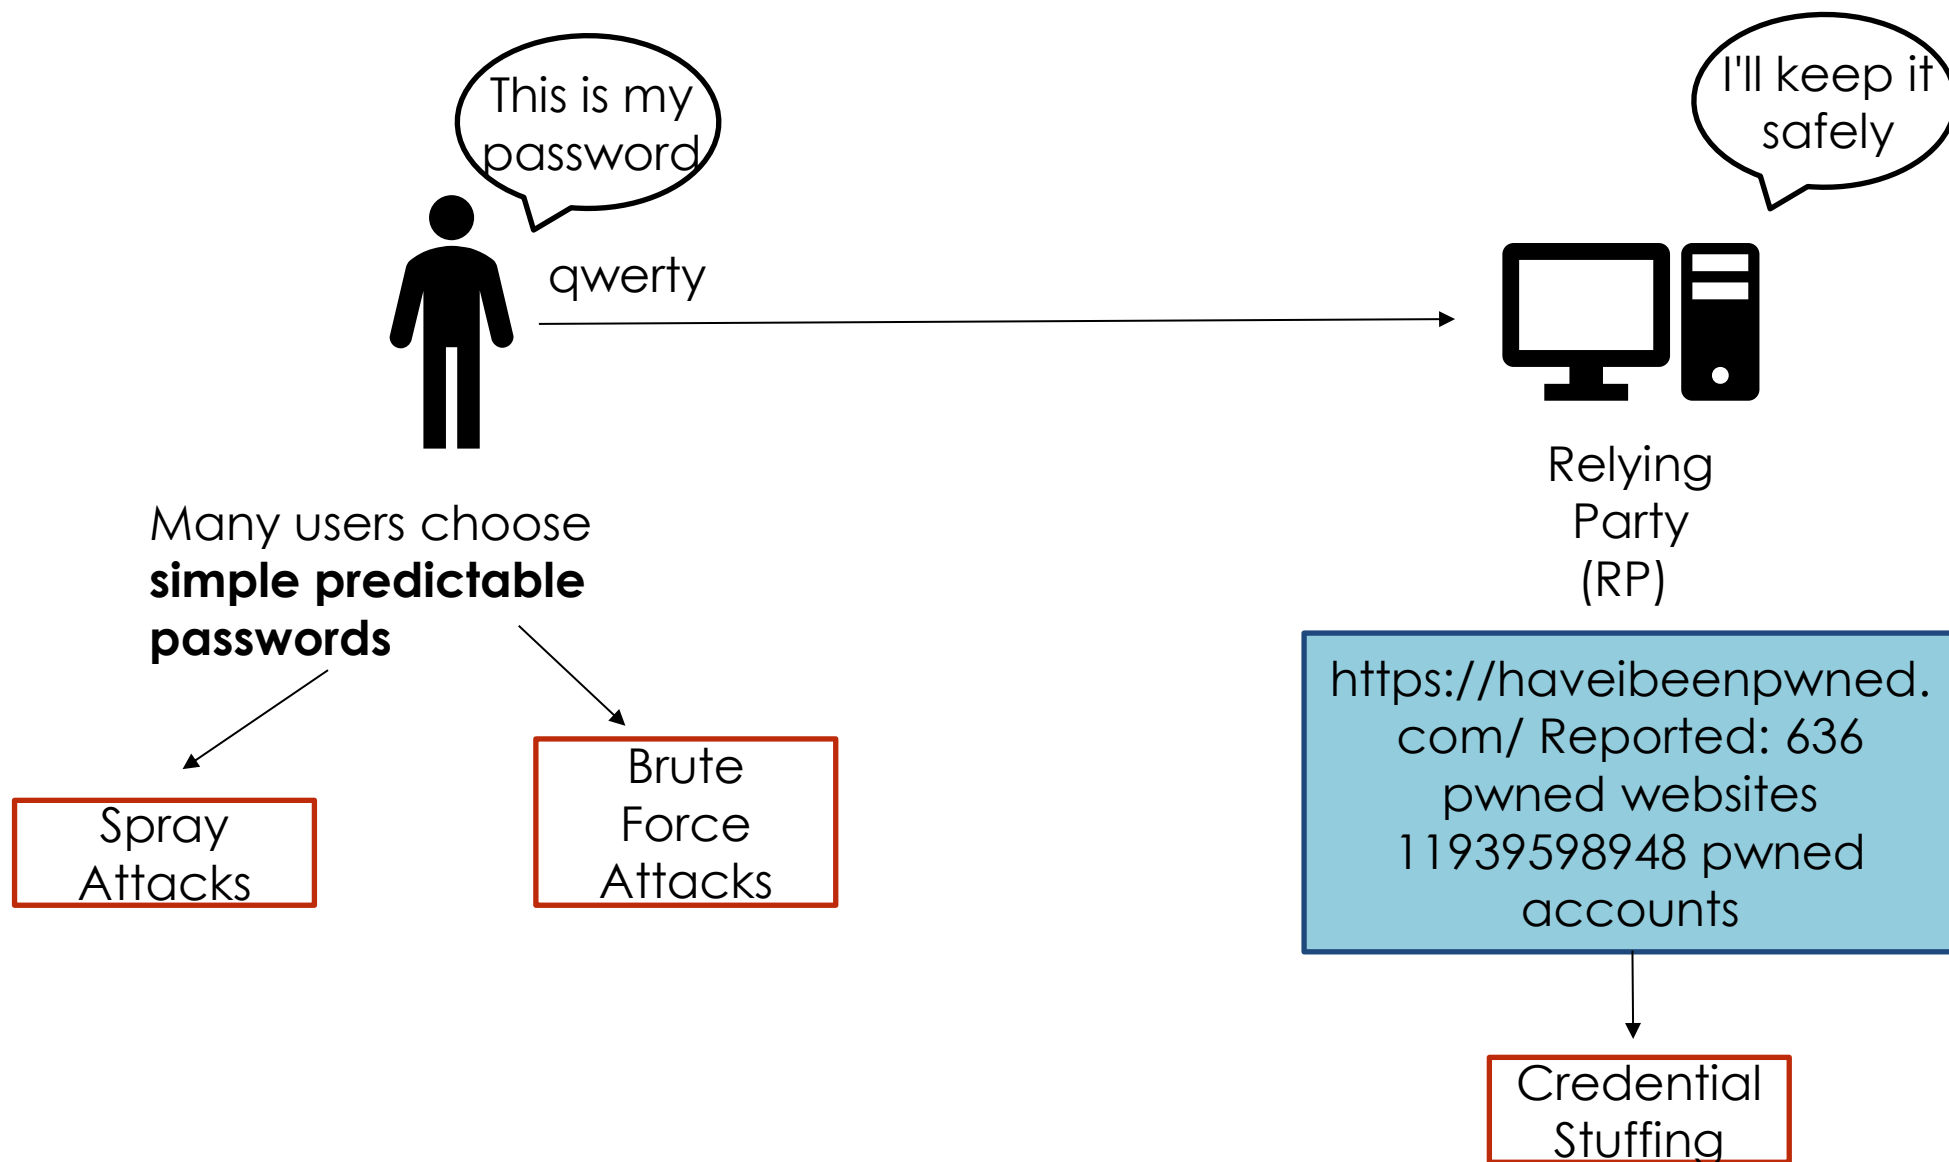 This is my
password
I'll keep it
safely
qwerty
Relying
Party
(RP)
Many users choose
simple predictable
passwords
https://haveibeenpwned.
com/ Reported: 636
pwned websites
11939598948 pwned
accounts
Spray
Attacks
Brute
Force
Attacks
Credential
Stuffing